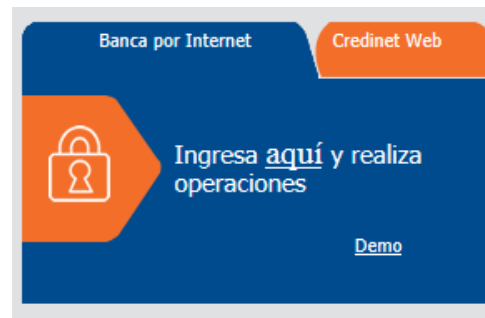 Banca por Internet
Credinet Web
Ingresa aquí y realiza
operaciones
Demo